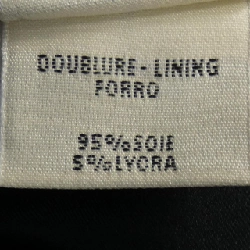 DOUBLURE - LINING
FORRO
95% SOIE
5% LYCRA